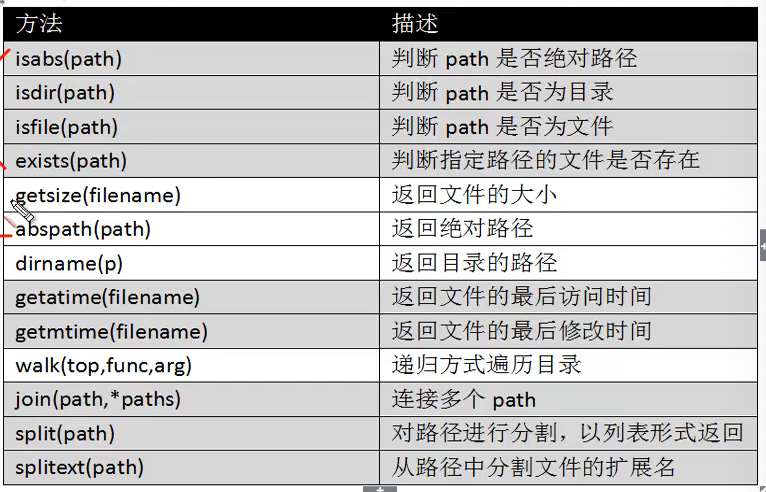 方法 描述
isabs(path) 判断 path 是否绝对路径
isdir(path) 判断 path 是否为目录
isfile(path) 判断 path 是否为文件
exists(path) 判断指定路径的文件是否存在
getsize(filename) 返回文件的大小
abspath(path) 返回绝对路径
dirname(p) 返回目录的路径
getatime(filename) 返回文件的最后访问时间
getmtime(filename) 返回文件的最后修改时间
walk(top,func,arg) 递归方式遍历目录
join(path,*paths) 连接多个 path
split(path) 对路径进行分割，以列表形式返回
splitext(path) 从路径中分割文件的扩展名